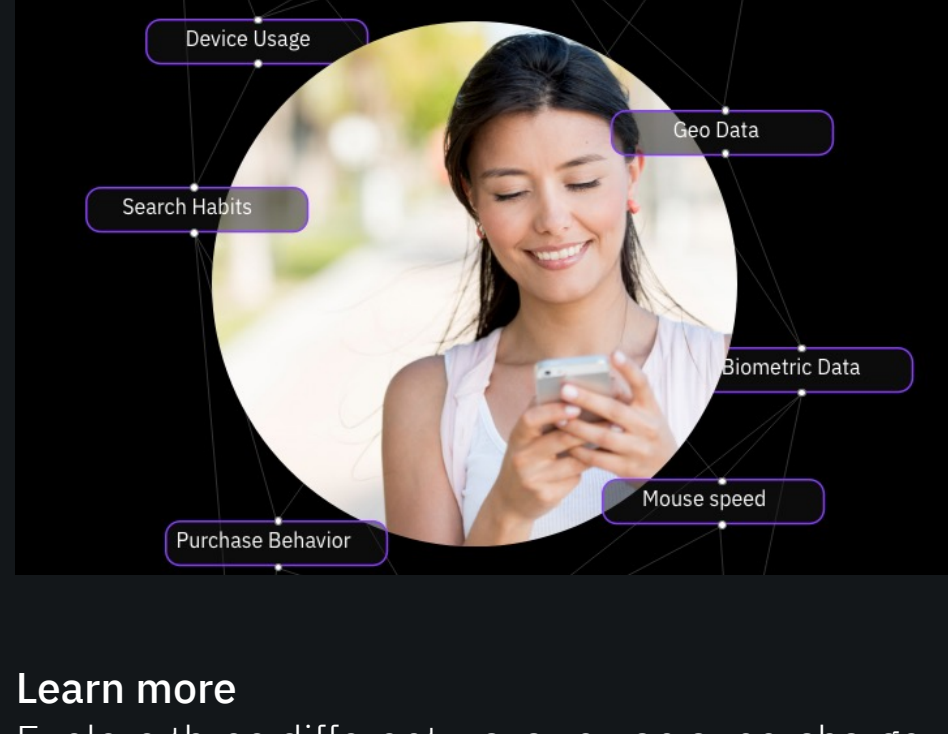 Device Usage
Geo Data
Search Habits
Biometric Data
Mouse speed
Purchase Behavior
Learn more